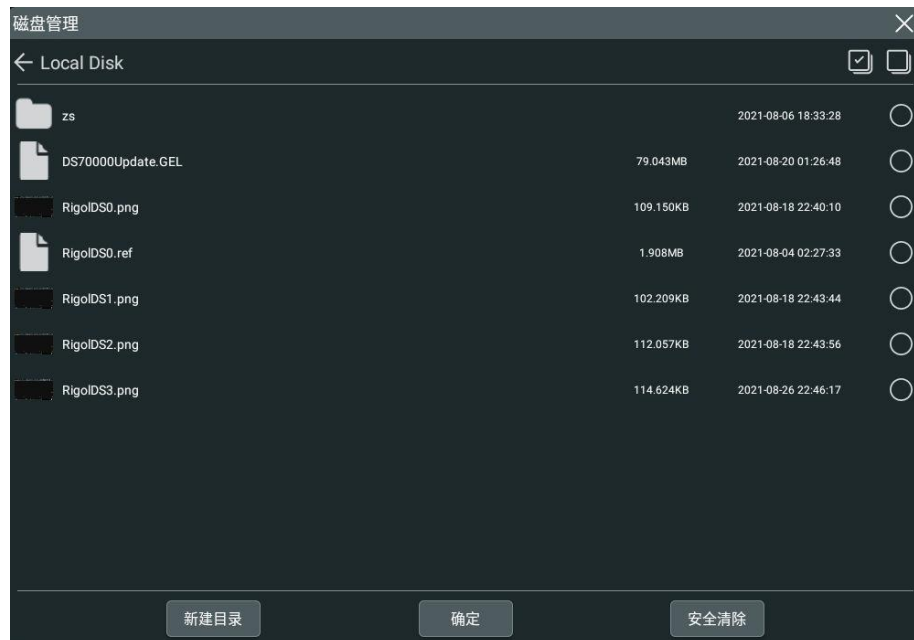 磁盘管理
Local Disk
zs 2021-08-06 18:33:28
DS70000Update.GEL 79.043MB 2021-08-20 01:26:48
RigolDS0.png 109.150KB 2021-08-18 22:40:10
RigolDS0.ref 1.908MB 2021-08-04 02:27:33
RigolDS1.png 102.209KB 2021-08-18 22:43:44
RigolDS2.png 112.057KB 2021-08-18 22:43:56
RigolDS3.png 114.624KB 2021-08-26 22:46:17
新建目录 确定 安全清除